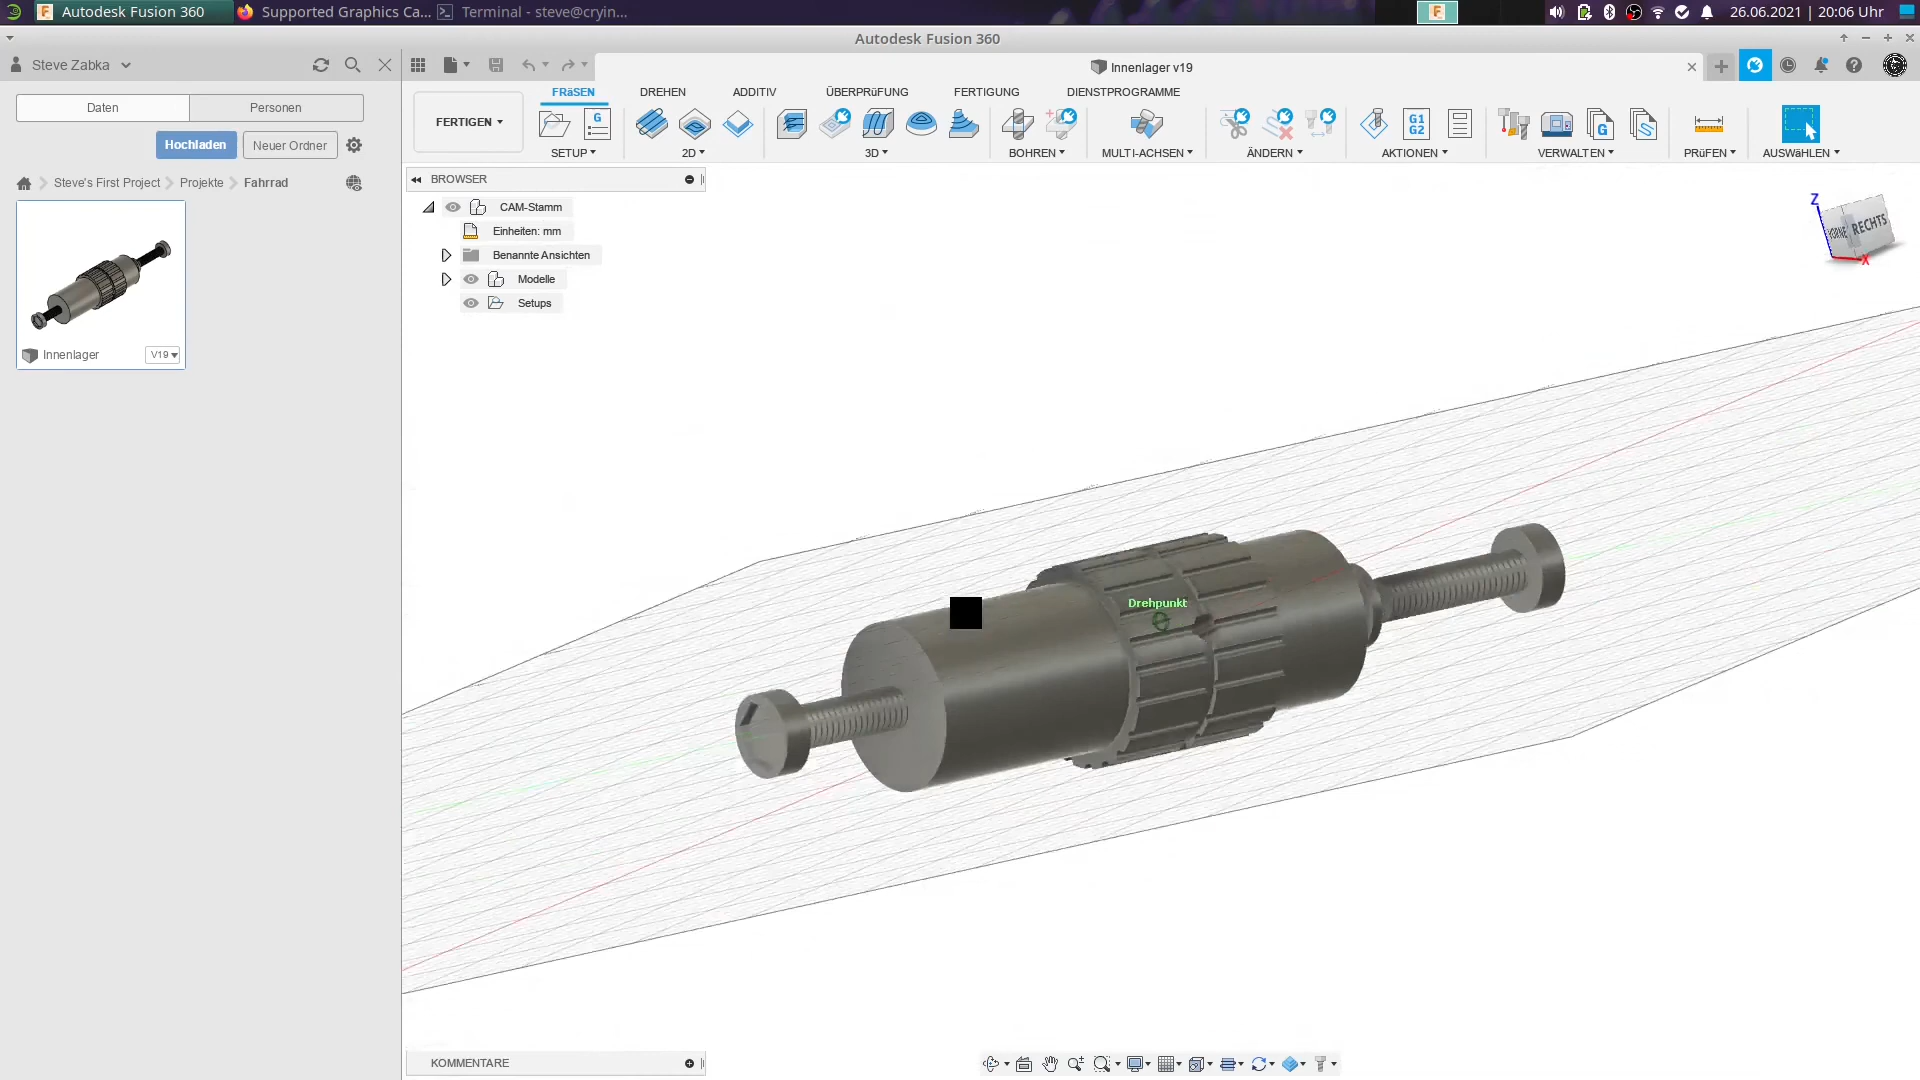 Autodesk Fusion 360
Supported Graphics Ca...
Terminal - steve@cryin...
26.06.2021 | 20:06 Uhr
Autodesk Fusion 360
Steve Zabka
Innenlager v19
Daten
Personen
Hochladen
Neuer Ordner
Steve's First Project
Projekte
Fahrrad
Innenlager
V19
FERTIGEN
FRäSEN
DREHEN
ADDITIV
ÜBERPRüFUNG
FERTIGUNG
DIENSTPROGRAMME
G
G1
G2
G
SETUP
2D
3D
BOHREN
MULTI-ACHSEN
ÄNDERN
AKTIONEN
VERWALTEN
PRüFEN
AUSWäHLEN
BROWSER
CAM-Stamm
Einheiten: mm
Benannte Ansichten
Modelle
Setups
Z
VORNE
RECHTS
X
Drehpunkt
KOMMENTARE